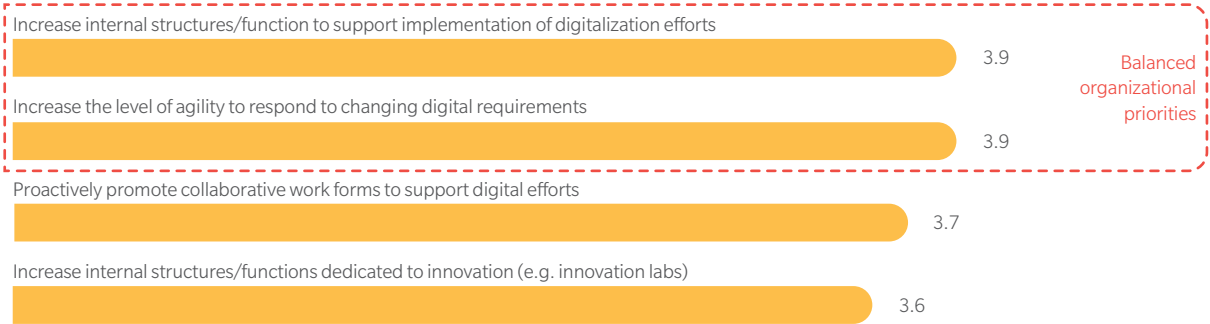 Increase internal structures/function to support implementation of digitalization efforts
3.9
Balanced
organizational
priorities
Increase the level of agility to respond to changing digital requirements
3.9
Proactively promote collaborative work forms to support digital efforts
3.7
Increase internal structures/functions dedicated to innovation (e.g. innovation labs)
3.6